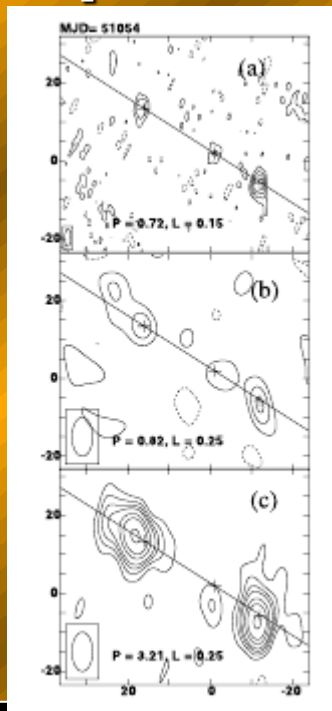 MJD= 51054
(a)
20
0
-20
P = 0.72, L = 0.15
(b)
20
0
-20
P = 0.82, L = 0.25
(c)
20
0
-20
P = 3.21, L = 0.25
20 0 -20